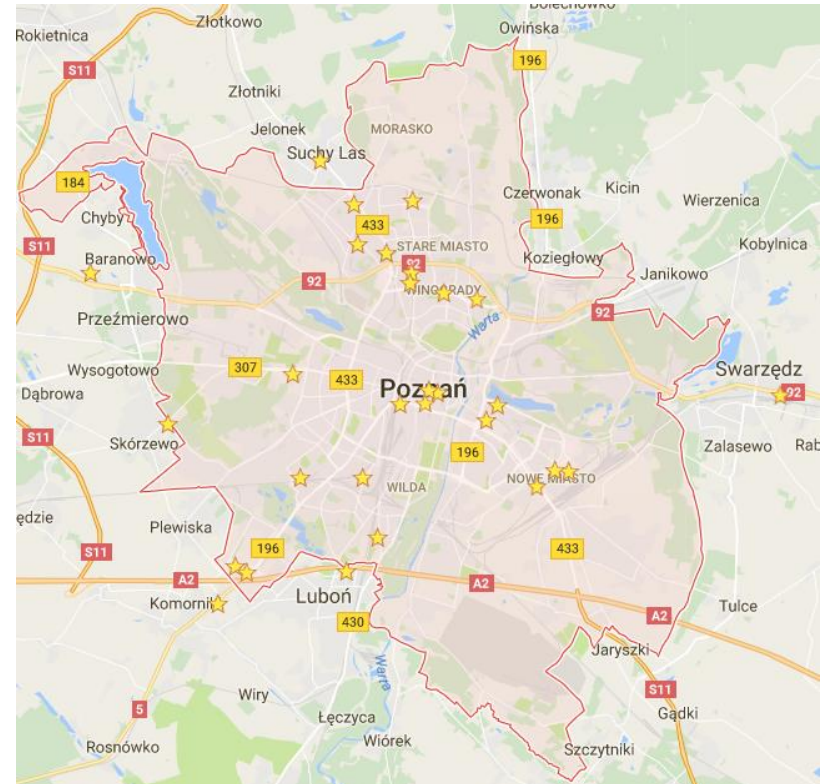 Bolechowo
Złotkowo
Rokietnica
Owińska
196
S11
Złotniki
Jelonek
MORASKO
Suchy Las
184
Czerwonak
Kicin
Wierzenica
Chyby
433
196
S11
STARE MIASTO
Kobylnica
Baranowo
92
Koziegłowy
Janikowo
92
WINOGRADY
Przeźmierowo
Warta
92
Wysogotowo
307
433
Poznań
Swarzędz
Dąbrowa
92
S11
Skórzewo
196
Zalasewo
Rab
WILDA
NOWE MIASTO
ędzie
Plewiska
S11
196
433
A2
A2
Komorniki
Luboń
Tulce
A2
430
Jaryszki
Warta
S11
Wiry
5
Łęczyca
Gądki
Rosnówko
Wiórek
Szczytniki